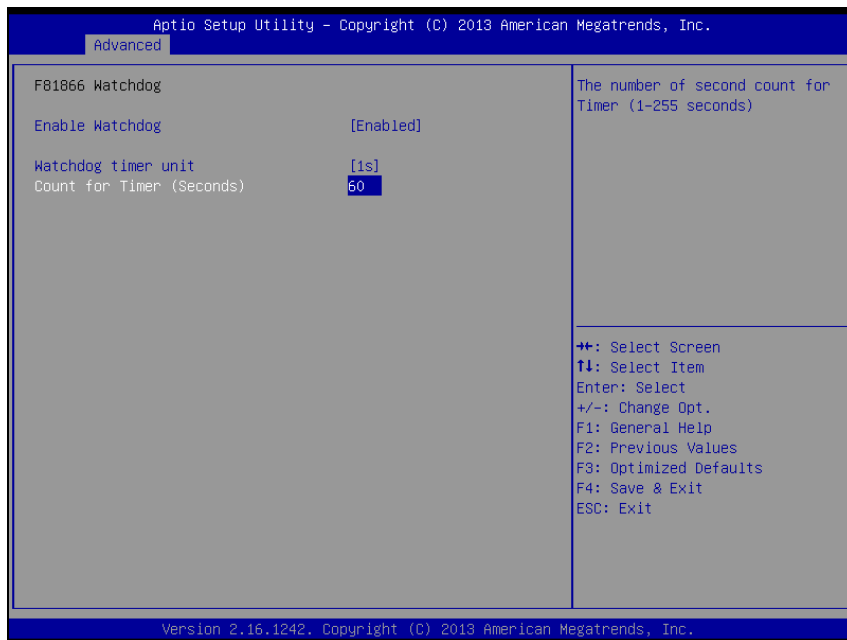 Aptio Setup Utility – Copyright (C) 2013 American Megatrends, Inc.
Advanced
F81866 Watchdog
Enable Watchdog [Enabled]
Watchdog timer unit [1s]
Count for Timer (Seconds) 60
The number of second count for
Timer (1-255 seconds)
→←: Select Screen
↑↓: Select Item
Enter: Select
+/-: Change Opt.
F1: General Help
F2: Previous Values
F3: Optimized Defaults
F4: Save & Exit
ESC: Exit
Version 2.16.1242. Copyright (C) 2013 American Megatrends, Inc.